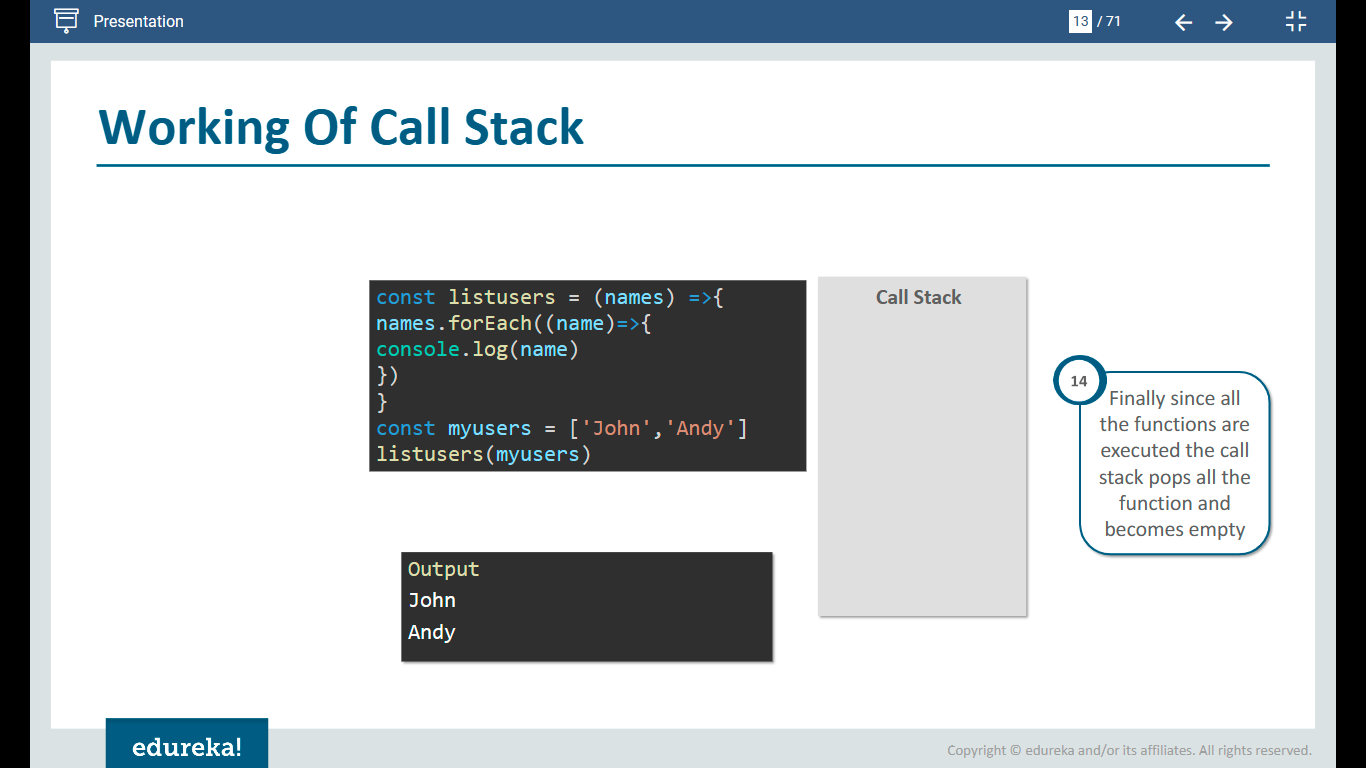 Presentation
13 / 71
Working Of Call Stack
const listusers = (names) =>{
names.forEach((name)=>{
console.log(name)
})
}
const myusers = ['John','Andy']
listusers(myusers)
Output
John
Andy
Call Stack
14
Finally since all
the functions are
executed the call
stack pops all the
function and
becomes empty
edureka!
Copyright © edureka and/or its affiliates. All rights reserved.